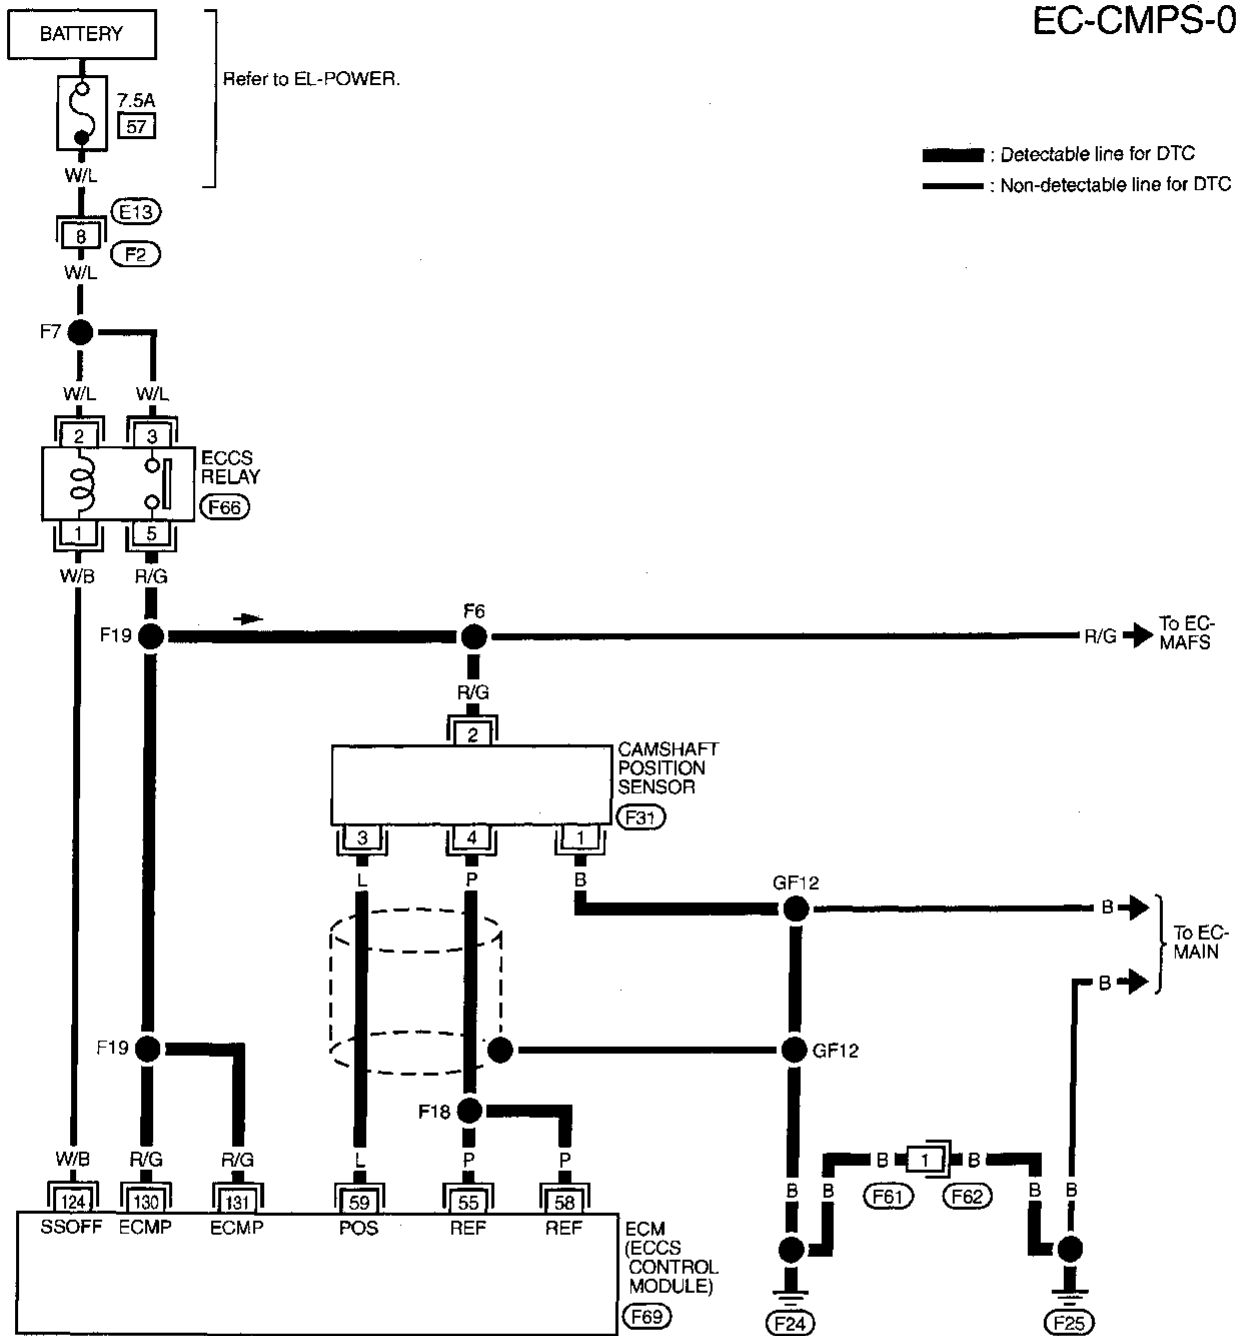 EC-CMPS-0
BATTERY
Refer to EL-POWER.
7.5A
57
: Detectable line for DTC
: Non-detectable line for DTC
W/L
E13
8
F2
W/L
F7
W/L
W/L
2
3
ECCS
RELAY
F66
1
5
W/B
R/G
F19
F6
R/G
To EC-
MAFS
R/G
2
CAMSHAFT
POSITION
SENSOR
F31
3
4
1
L
P
B
GF12
B
To EC-
MAIN
B
F19
GF12
F18
W/B
R/G
R/G
L
P
P
B
1
B
F61
F62
B
B
B
B
124
130
131
59
55
58
SSOFF
ECMP
ECMP
POS
REF
REF
ECM
(ECCS
CONTROL
MODULE)
F69
F24
F25